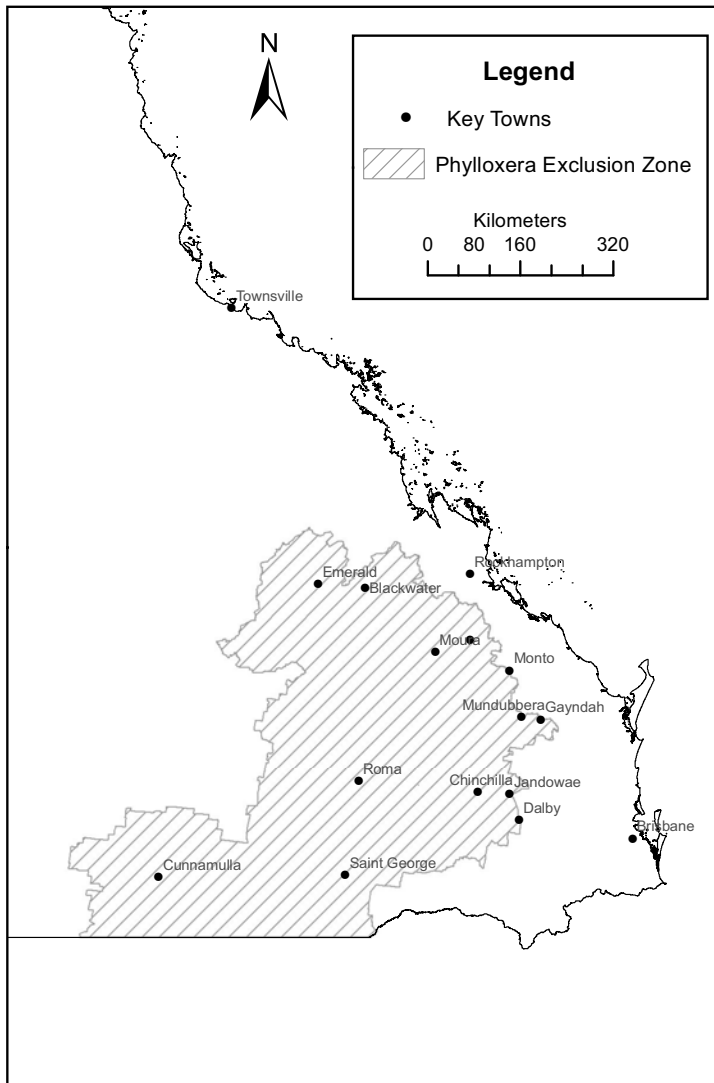 N
Legend
Key Towns
Phylloxera Exclusion Zone
Kilometers
0 80 160 320
Townsville
Rockhampton
Emerald
Blackwater
Moura
Monto
Mundubbera
Gayndah
Roma
Chinchilla
Jandowae
Dalby
Brisbane
Cunnamulla
Saint George